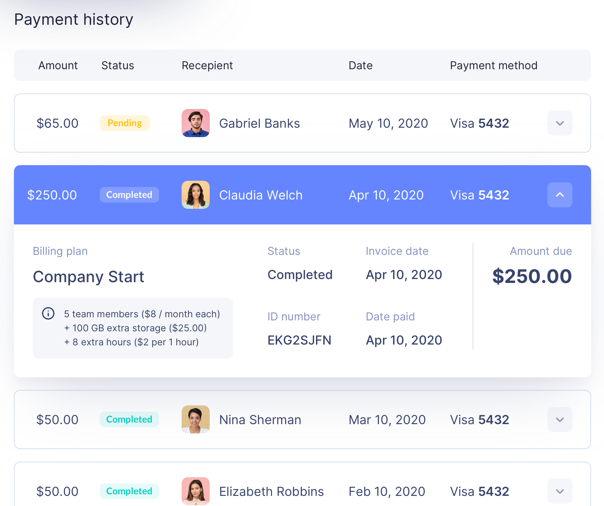 Payment history
Amount Status Recepient Date Payment method
$65.00 Pending Gabriel Banks May 10, 2020 Visa 5432
$250.00 Completed Claudia Welch Apr 10, 2020 Visa 5432
Billing plan Status Invoice date Amount due
Company Start Completed Apr 10, 2020 $250.00
5 team members ($8 / month each)
+ 100 GB extra storage ($25.00)
+ 8 extra hours ($2 per 1 hour)
ID number Date paid
EKG2SJFN Apr 10, 2020
$50.00 Completed Nina Sherman Mar 10, 2020 Visa 5432
$50.00 Completed Elizabeth Robbins Feb 10, 2020 Visa 5432